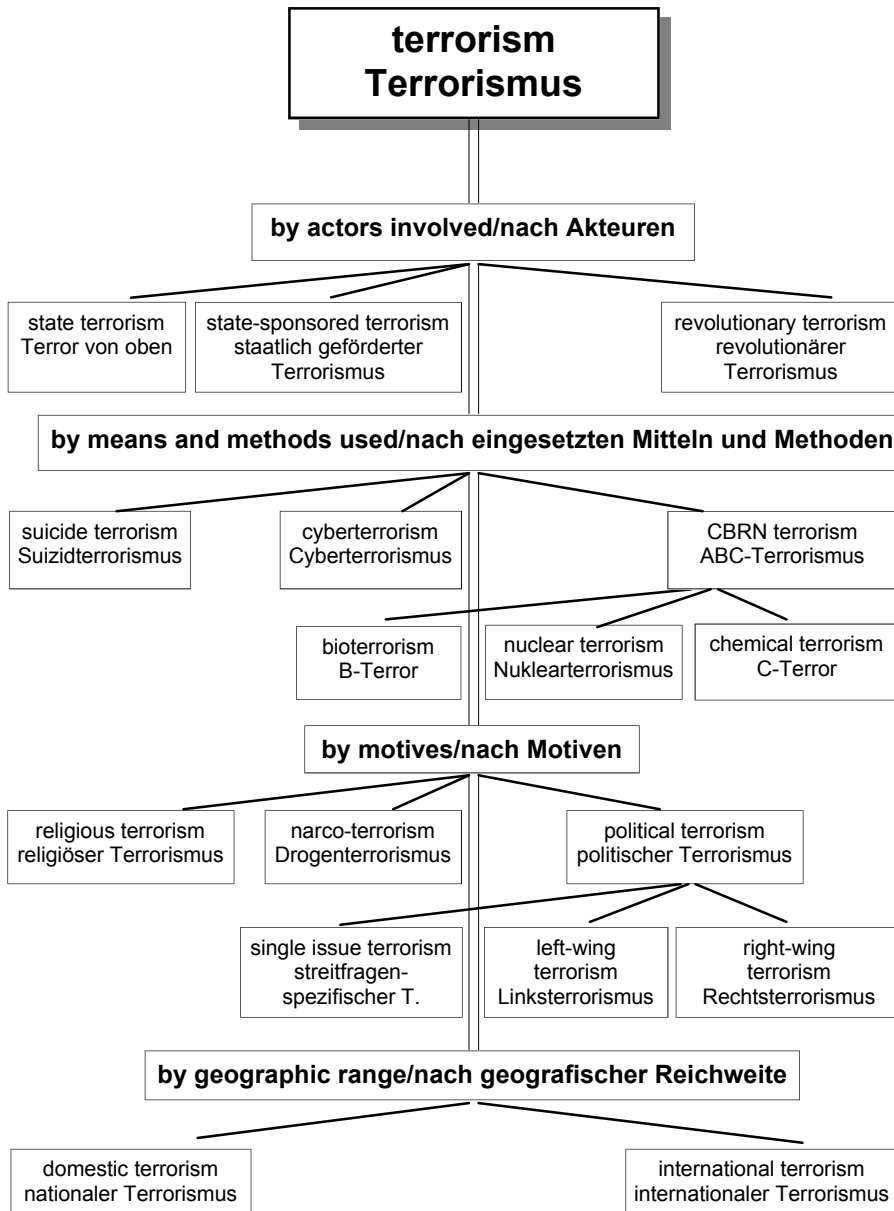 terrorism
Terrorismus
by actors involved/nach Akteuren
state terrorism
Terror von oben
state-sponsored terrorism
staatlich geförderter
Terrorismus
revolutionary terrorism
revolutionärer
Terrorismus
by means and methods used/nach eingesetzten Mitteln und Methoden
suicide terrorism
Suizidterrorismus
cyberterrorism
Cyberterrorismus
CBRN terrorism
ABC-Terrorismus
bioterrorism
B-Terror
nuclear terrorism
Nuklearterrorismus
chemical terrorism
C-Terror
by motives/nach Motiven
religious terrorism
religiöser Terrorismus
narco-terrorism
Drogenterrorismus
political terrorism
politischer Terrorismus
single issue terrorism
streitfragen-
spezifischer T.
left-wing
terrorism
Linksterrorismus
right-wing
terrorism
Rechtsterrorismus
by geographic range/nach geografischer Reichweite
domestic terrorism
nationaler Terrorismus
international terrorism
internationaler Terrorismus